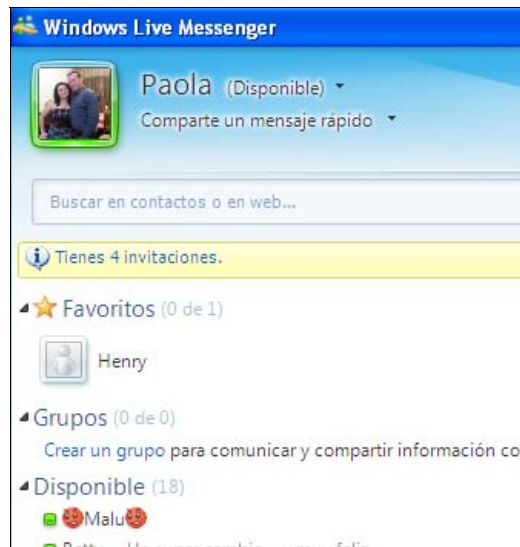 Windows Live Messenger
Paola (Disponible)
Comparte un mensaje rápido
Buscar en contactos o en web...
Tienes 4 invitaciones.
Favoritos (0 de 1)
Henry
Grupos (0 de 0)
Crear un grupo para comunicar y compartir información co
Disponible (18)
Malu